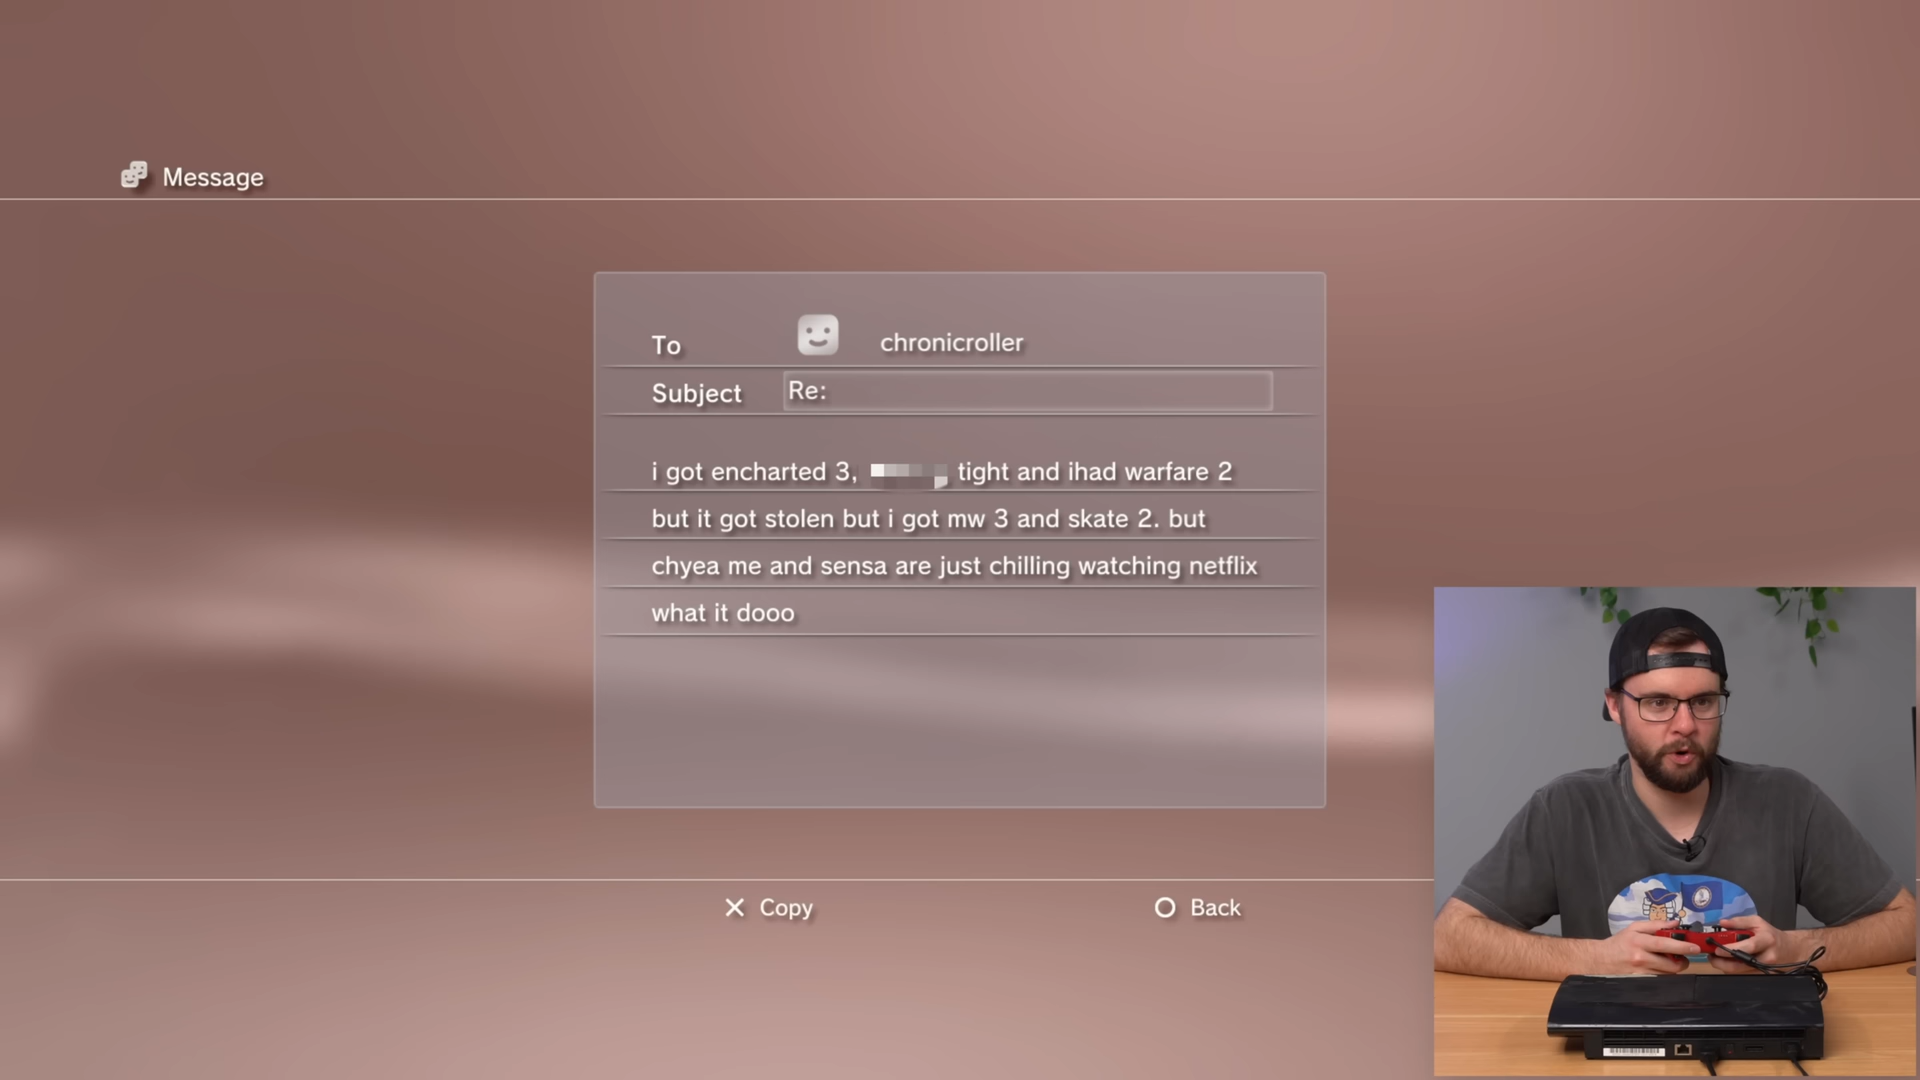 Message
To chronicroller
Subject Re:
i got encharted 3, tight and ihad warfare 2
but it got stolen but i got mw 3 and skate 2. but
chyea me and sensa are just chilling watching netflix
what it dooo
Copy
Back